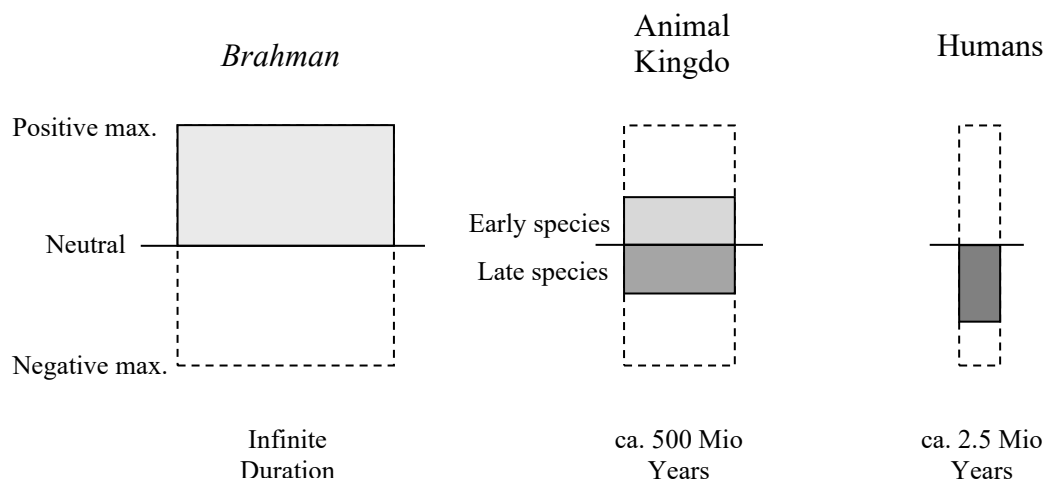 Brahman
Animal
Kingdo
Humans
Positive max.
Early species
Neutral
Late species
Negative max.
Infinite
Duration
ca. 500 Mio
Years
ca. 2.5 Mio
Years